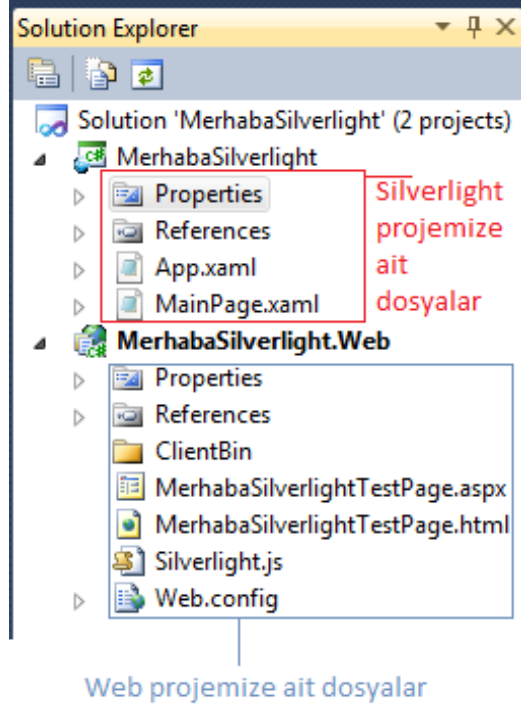 Solution Explorer
Solution 'MerhabaSilverlight' (2 projects)
MerhabaSilverlight
Properties
References
App.xaml
MainPage.xaml
Silverlight
projemize
ait
dosyalar
MerhabaSilverlight.Web
Properties
References
ClientBin
MerhabaSilverlightTestPage.aspx
MerhabaSilverlightTestPage.html
Silverlight.js
Web.config
Web projemize ait dosyalar